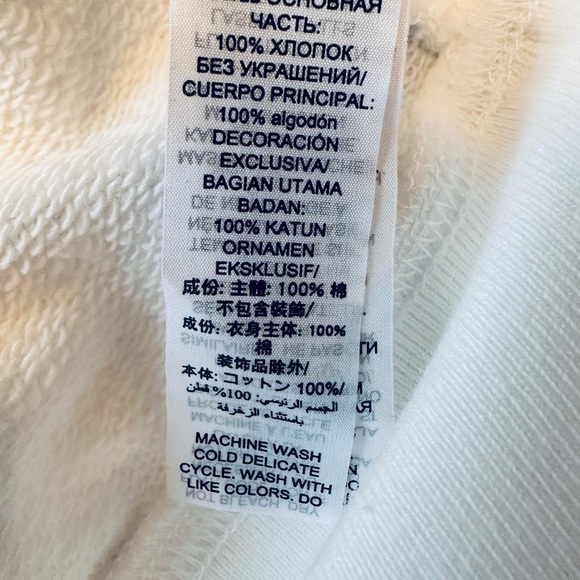 ОСНОВНАЯ
ЧАСТЬ:
100% ХЛОПОК
БЕЗ УКРАШЕНИЙ/
CUERPO PRINCIPAL:
100% algodón
DECORACIÓN
EXCLUSIVA/
BAGIAN UTAMA
BADAN:
100% KATUN
ORNAMEN
EKSKLUSIF/
成份: 主體: 100% 棉
不包含裝飾/
成份: 衣身主体: 100%
棉
装饰品除外/
本体: コットン 100%/
الجسم الرئيسي: 100% قطن
باستثناء الزخرفة
MACHINE WASH
COLD DELICATE
CYCLE. WASH WITH
LIKE COLORS. DO